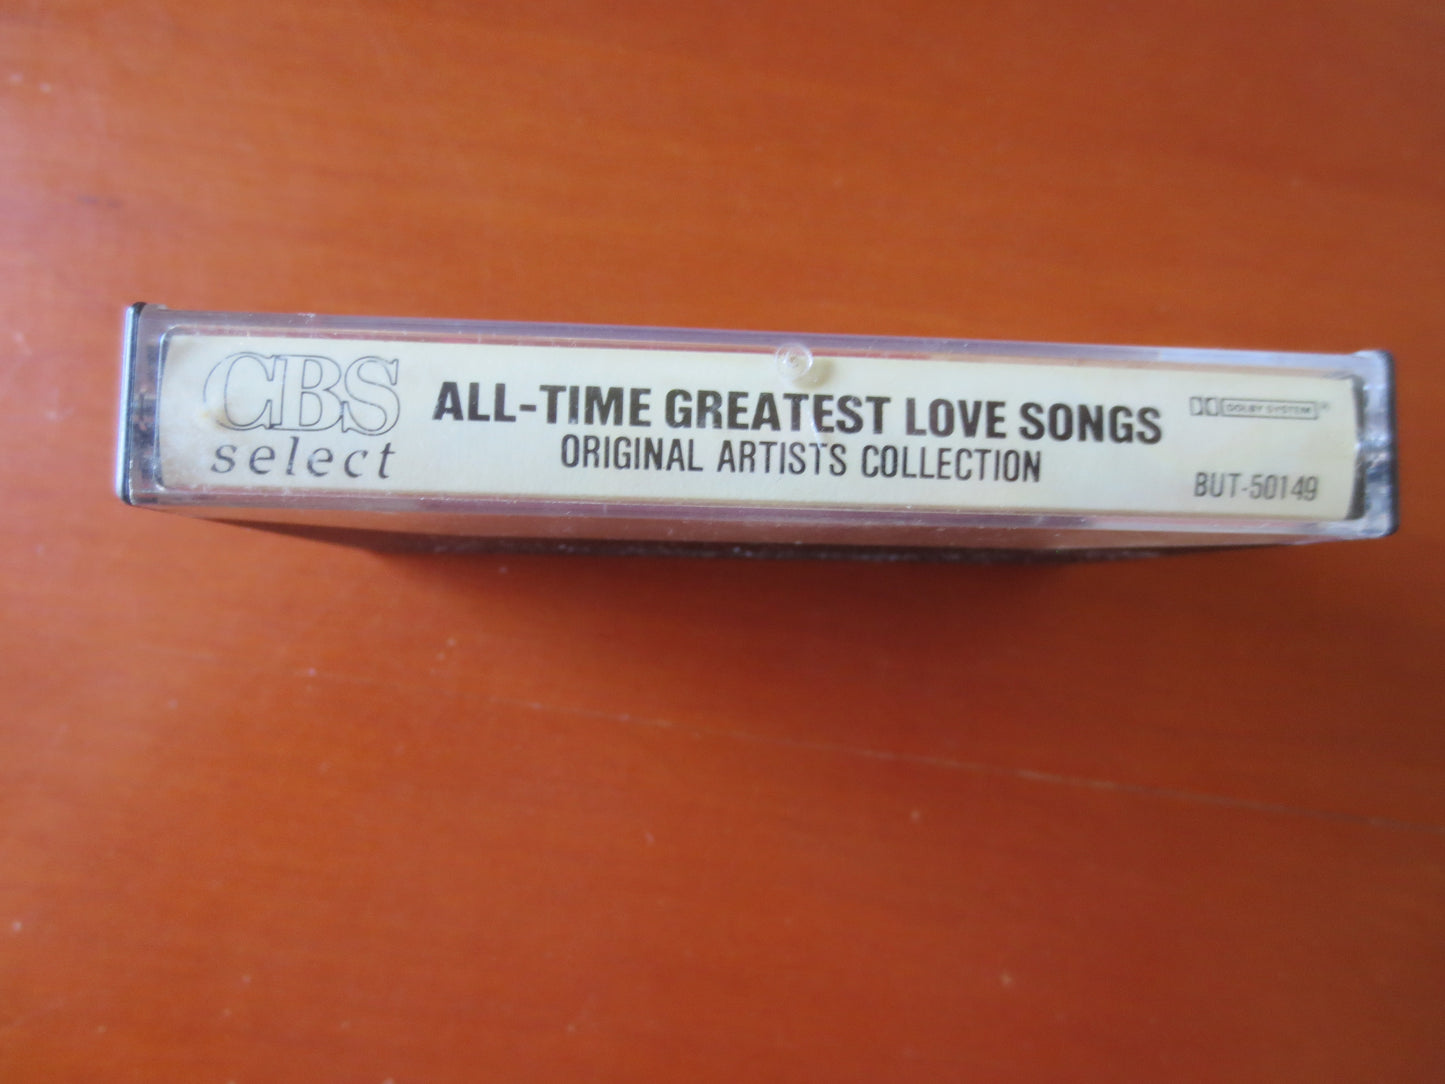 CBS
select
ALL-TIME GREATEST LOVE SONGS
ORIGINAL ARTISTS COLLECTION
DOLBY SYSTEM®
BUT-50149